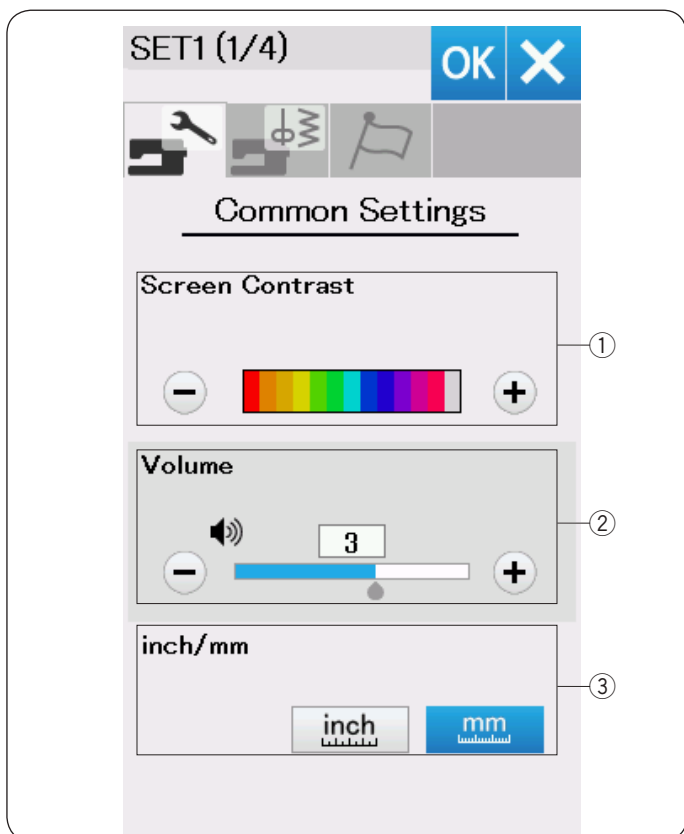 SET1 (1/4)
OK
Common Settings
Screen Contrast
− +
①
Volume
3
− +
②
inch/mm
inch mm
③